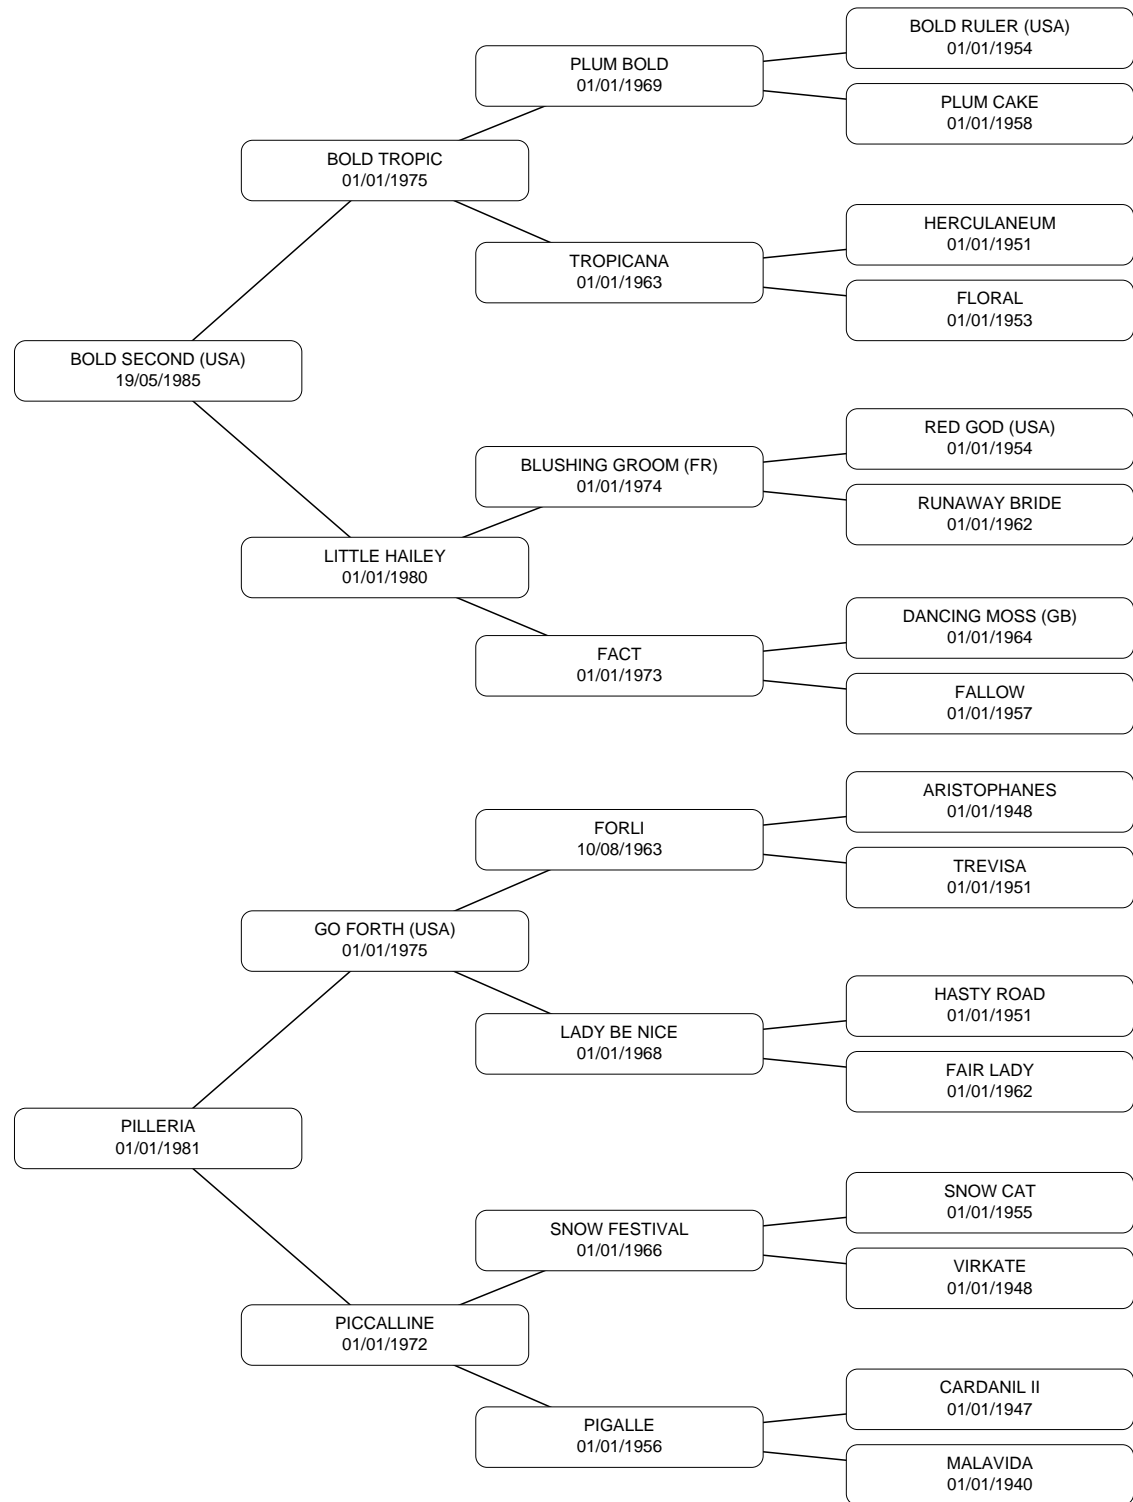 BOLD RULER (USA)
01/01/1954
PLUM BOLD
01/01/1969
PLUM CAKE
01/01/1958
BOLD TROPIC
01/01/1975
HERCULANEUM
01/01/1951
TROPICANA
01/01/1963
FLORAL
01/01/1953
BOLD SECOND (USA)
19/05/1985
RED GOD (USA)
01/01/1954
BLUSHING GROOM (FR)
01/01/1974
RUNAWAY BRIDE
01/01/1962
LITTLE HAILEY
01/01/1980
DANCING MOSS (GB)
01/01/1964
FACT
01/01/1973
FALLOW
01/01/1957
ARISTOPHANES
01/01/1948
FORLI
10/08/1963
TREVISA
01/01/1951
GO FORTH (USA)
01/01/1975
HASTY ROAD
01/01/1951
LADY BE NICE
01/01/1968
FAIR LADY
01/01/1962
PILLERIA
01/01/1981
SNOW CAT
01/01/1955
SNOW FESTIVAL
01/01/1966
VIRKATE
01/01/1948
PICCALLINE
01/01/1972
CARDANIL II
01/01/1947
PIGALLE
01/01/1956
MALAVIDA
01/01/1940